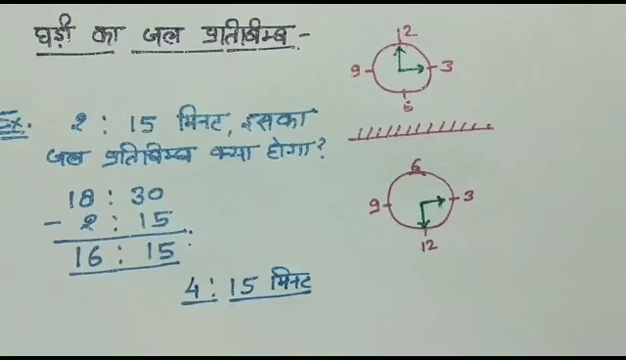 घड़ी का जल प्रतिबिम्ब -
12
9 3
6
Ex. 2 : 15 मिनट, इसका
जल प्रतिबिम्ब क्या होगा?
18 : 30
- 2 : 15
16 : 15
4 : 15 मिनट
6
9 3
12